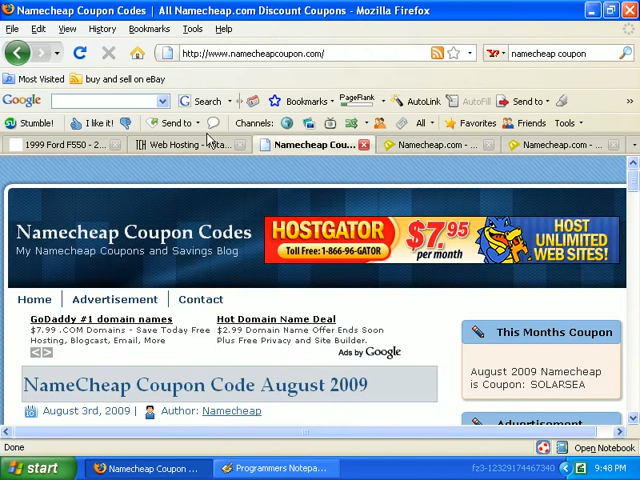 Namecheap Coupon Codes | All Namecheap.com Discount Coupons - Mozilla Firefox
File Edit View History Bookmarks Tools Help
http://www.namecheapcoupon.com/
namecheap coupon
Most Visited buy and sell on eBay
Google Search Bookmarks PageRank AutoLink AutoFill Send to
Stumble! I like it! Send to Channels: All Favorites Friends Tools
1999 Ford F550 - 2... Web Hosting - Namecheap Cou... Namecheap.com - ... Namecheap.com - ...
Namecheap Coupon Codes
My Namecheap Coupons and Savings Blog
HOSTGATOR
Toll Free: 1-866-96-GATOR
$7.95
per month
HOST
UNLIMITED
WEB SITES!
Home Advertisement Contact
GoDaddy #1 domain names
$7.99 .COM Domains - Save Today Free
Hosting, Blogcast, Email, More
Hot Domain Name Deal
$2.99 Domain Name Offer Ends Soon
Plus Free Privacy and Site Builder.
Ads by Google
This Months Coupon
August 2009 Namecheap
is Coupon: SOLARSEA
NameCheap Coupon Code August 2009
August 3rd, 2009 | Author: Namecheap
Advertisement
Done
Open Notebook
start
Namecheap Coupon ...
Programmers Notepa...
fz3-12329174467340
9:48 PM